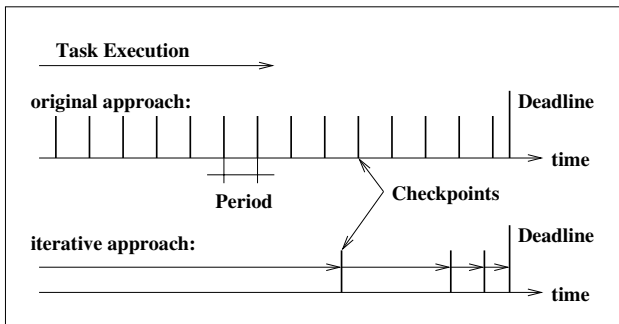 Task Execution
original approach:
Deadline
time
Period
Checkpoints
iterative approach:
Deadline
time